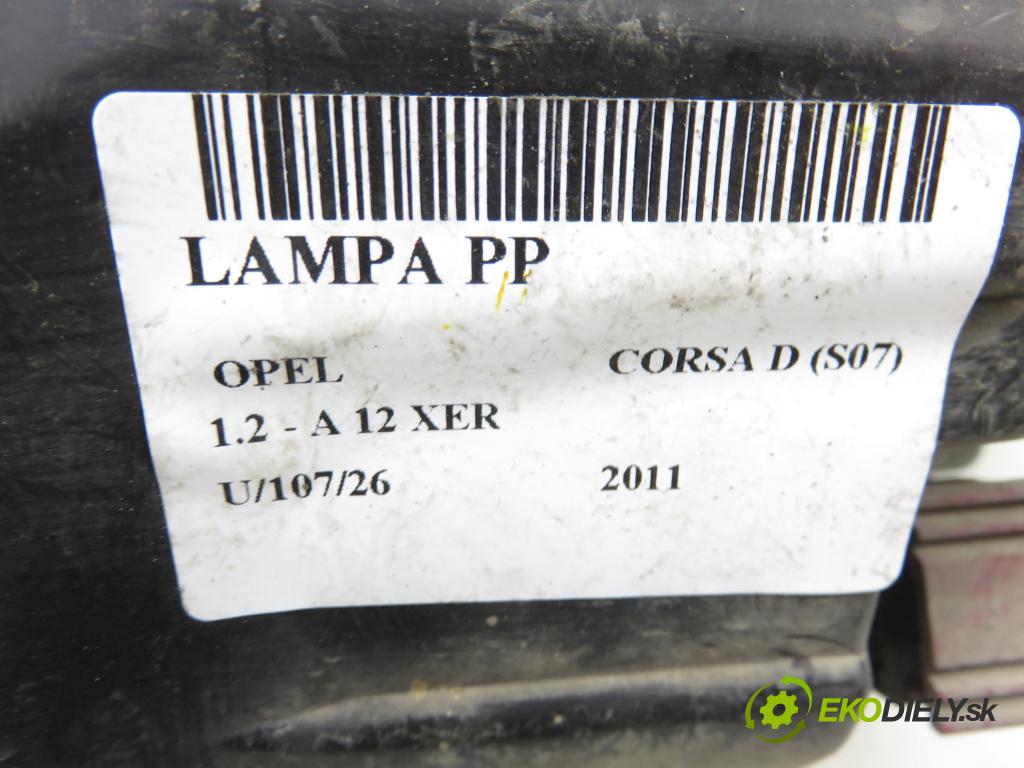 LAMPA PP
OPEL CORSA D (S07)
1.2 - A 12 XER
U/107/26 2011
EKODIELY.sk